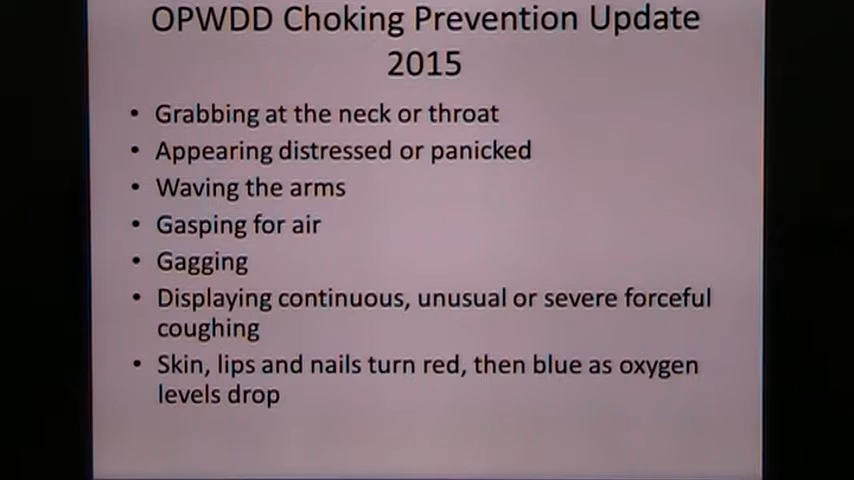 OPWDD Choking Prevention Update
2015
• Grabbing at the neck or throat
• Appearing distressed or panicked
• Waving the arms
• Gasping for air
• Gagging
• Displaying continuous, unusual or severe forceful
coughing
• Skin, lips and nails turn red, then blue as oxygen
levels drop